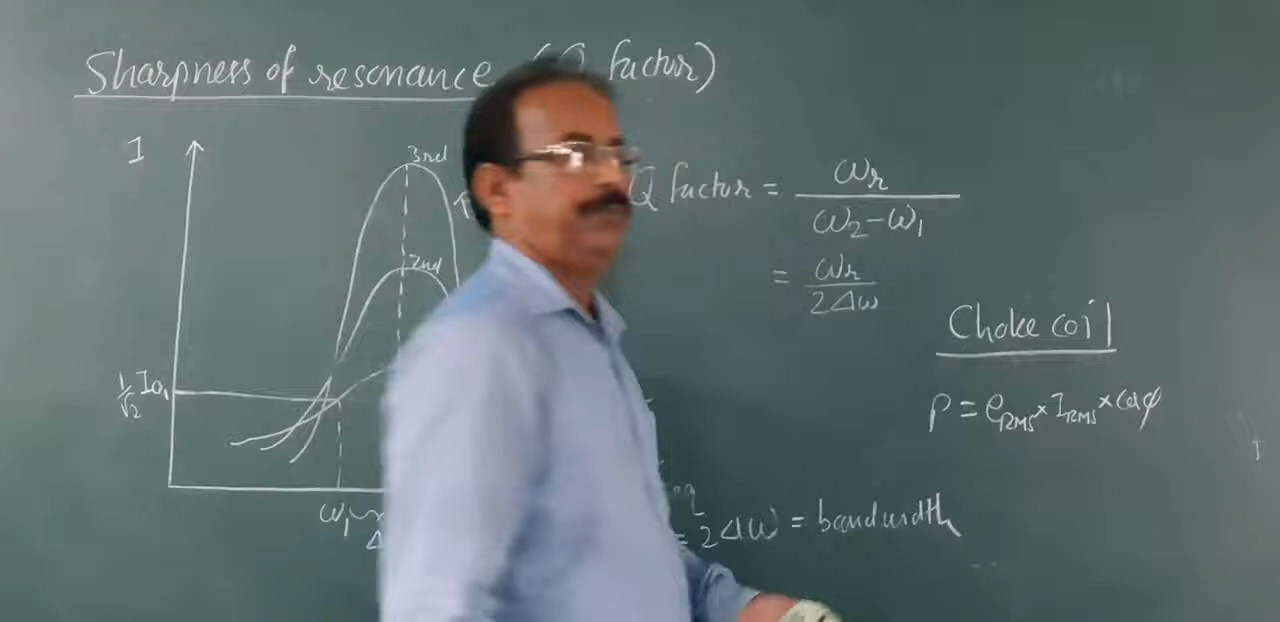 Sharpness of resonance (Q factor)
I
3rd
2nd
Q factor = ωr / ω2-ω1
= ωr / 2Δω
Choke coil
1/√2 Io
P = eRMS × IRMS × cosφ
ω1
Δ
= 2Δω = bandwidth